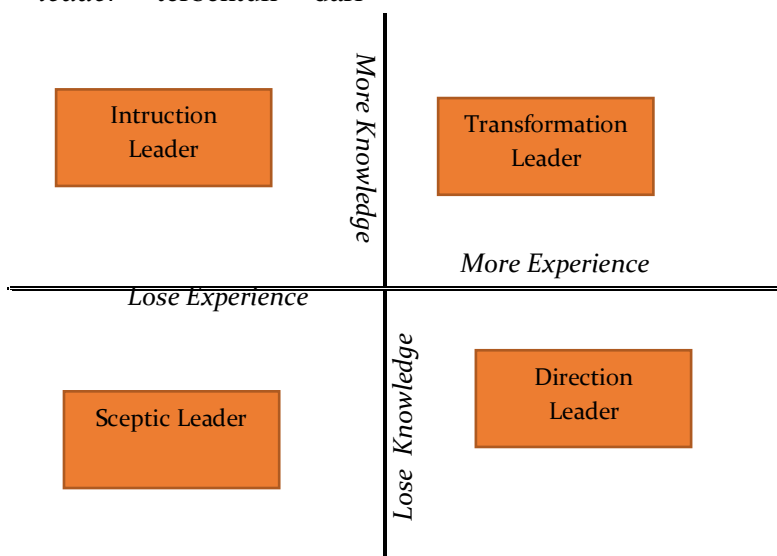 Intruction
Leader
More Knowledge
Transformation
Leader
More Experience
Lose Experience
Sceptic Leader
Lose Knowledge
Direction
Leader